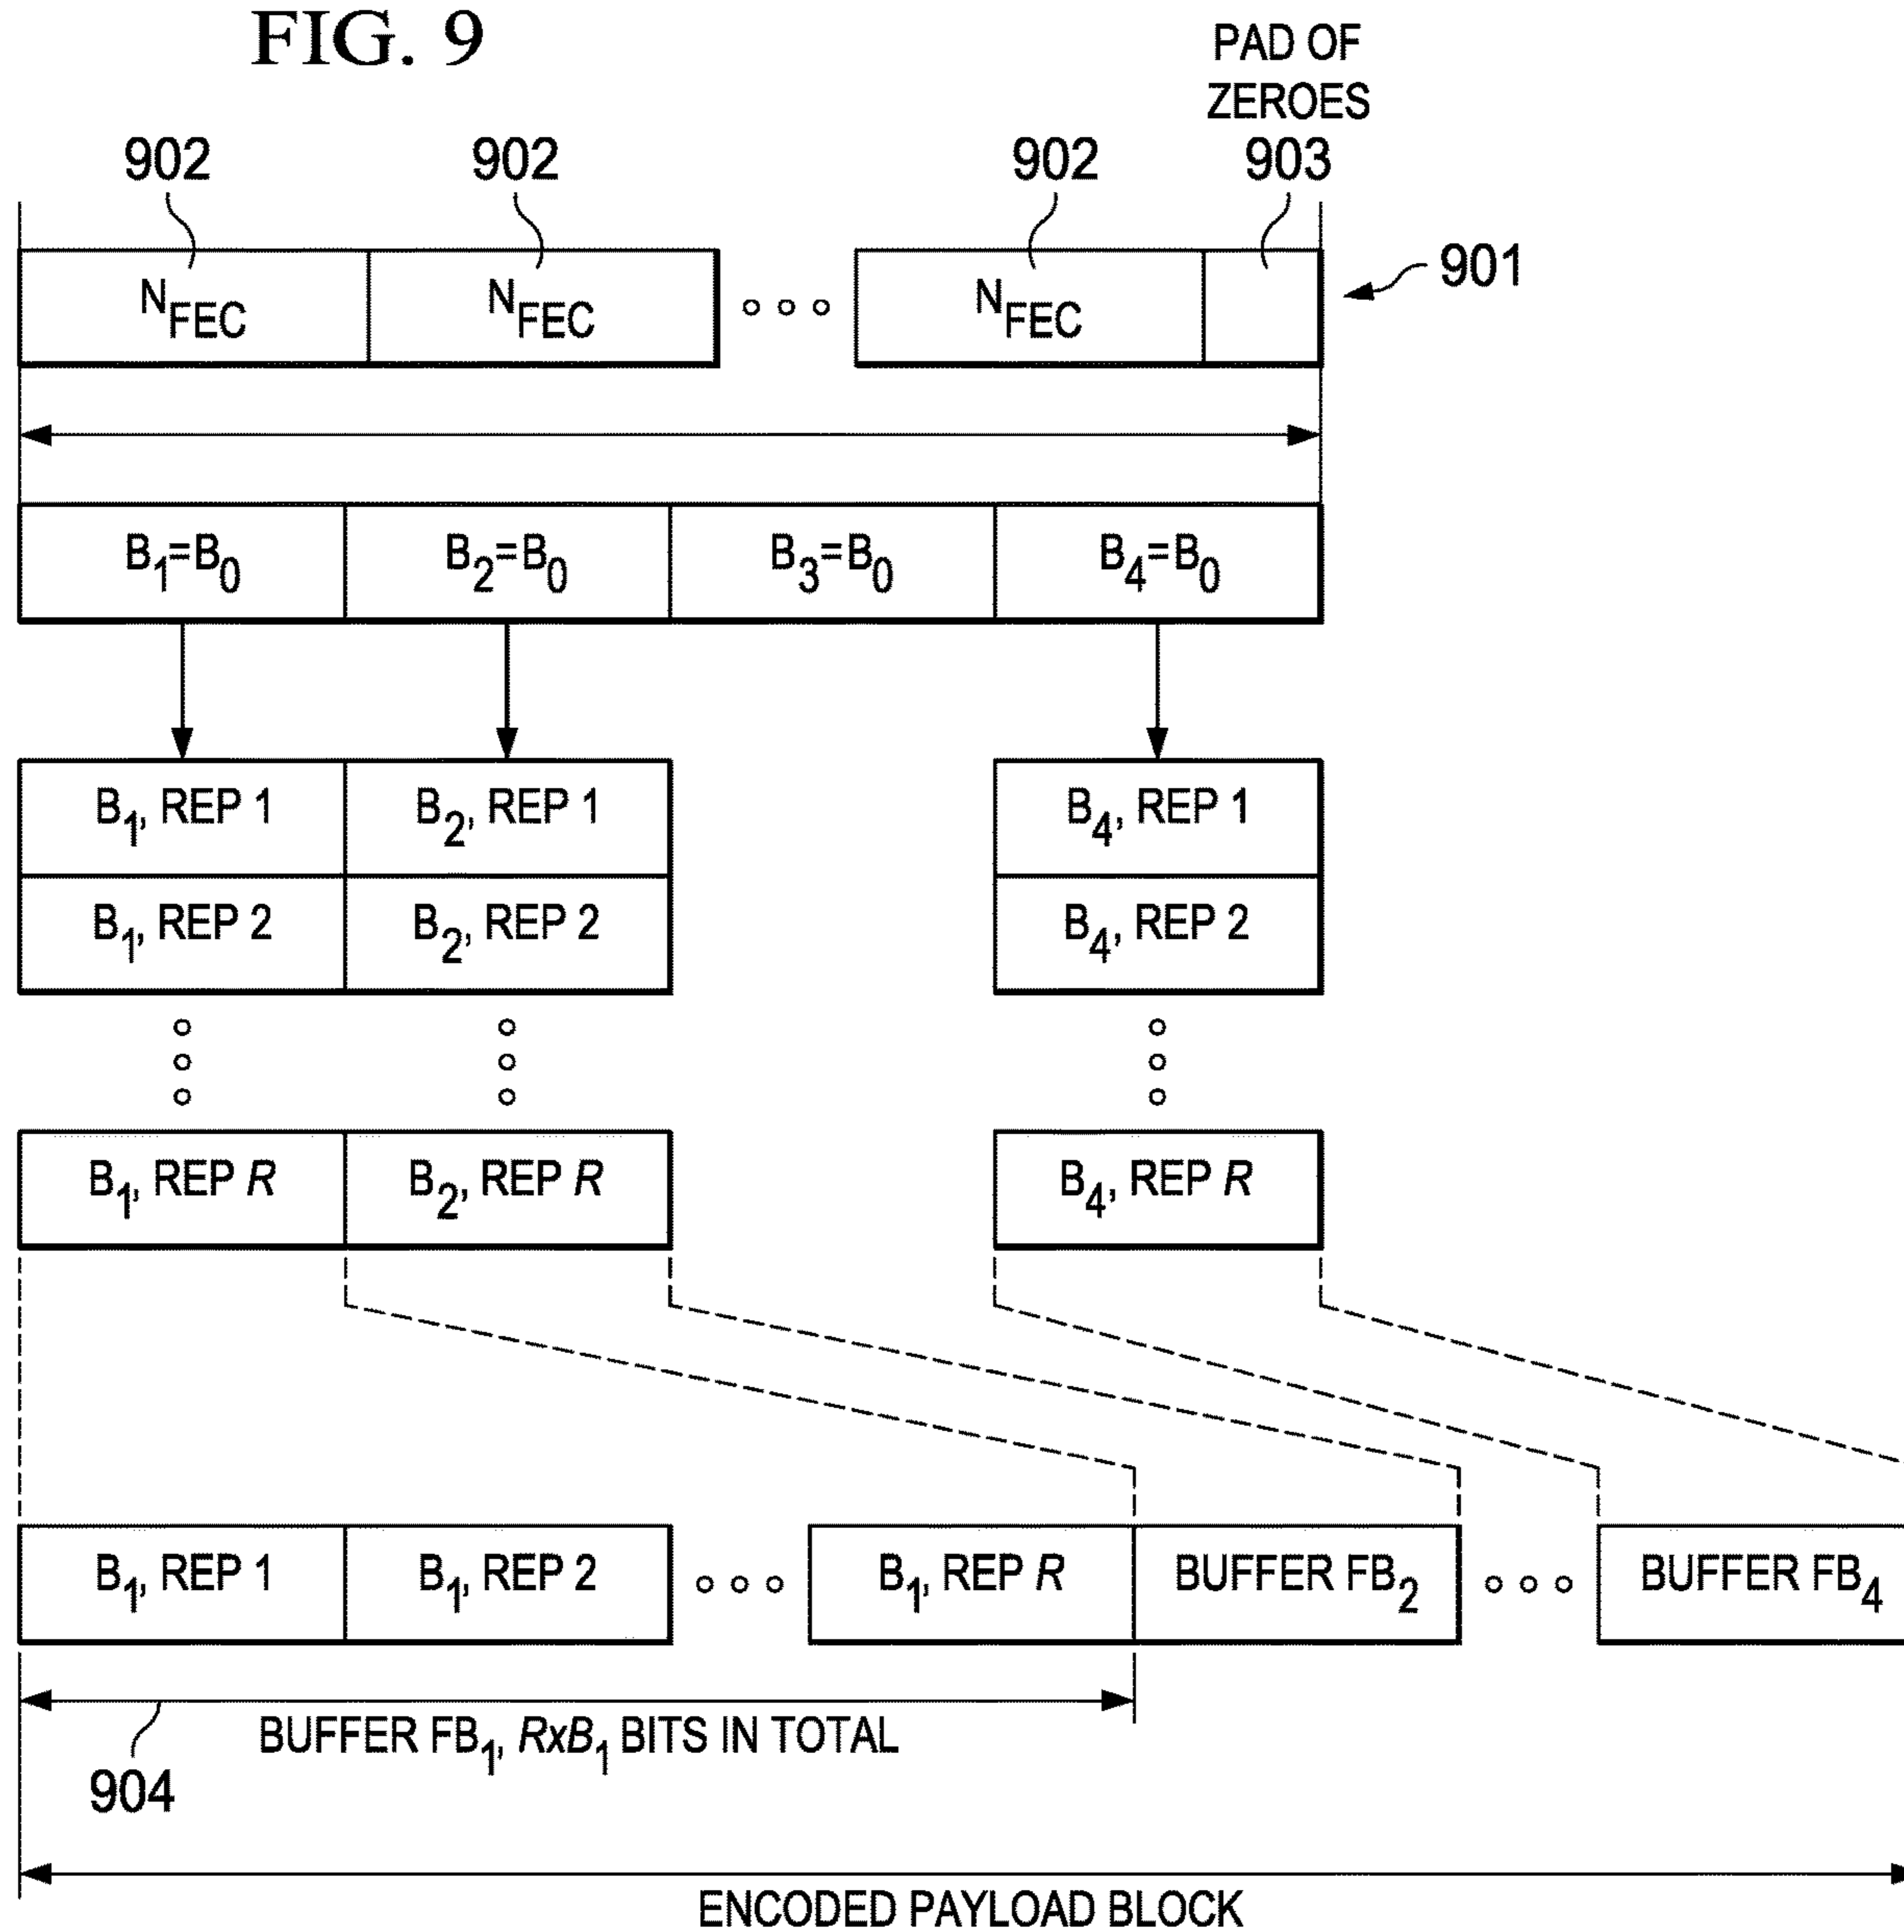 FIG. 9
PAD OF
ZEROES
902 902 902 903
N_FEC N_FEC N_FEC
901
B₁=B₀ B₂=B₀ B₃=B₀ B₄=B₀
B₁, REP 1 B₂, REP 1 B₄, REP 1
B₁, REP 2 B₂, REP 2 B₄, REP 2
B₁, REP R B₂, REP R B₄, REP R
B₁, REP 1 B₁, REP 2 B₁, REP R BUFFER FB₂ BUFFER FB₄
BUFFER FB₁, RxB₁ BITS IN TOTAL
904
ENCODED PAYLOAD BLOCK